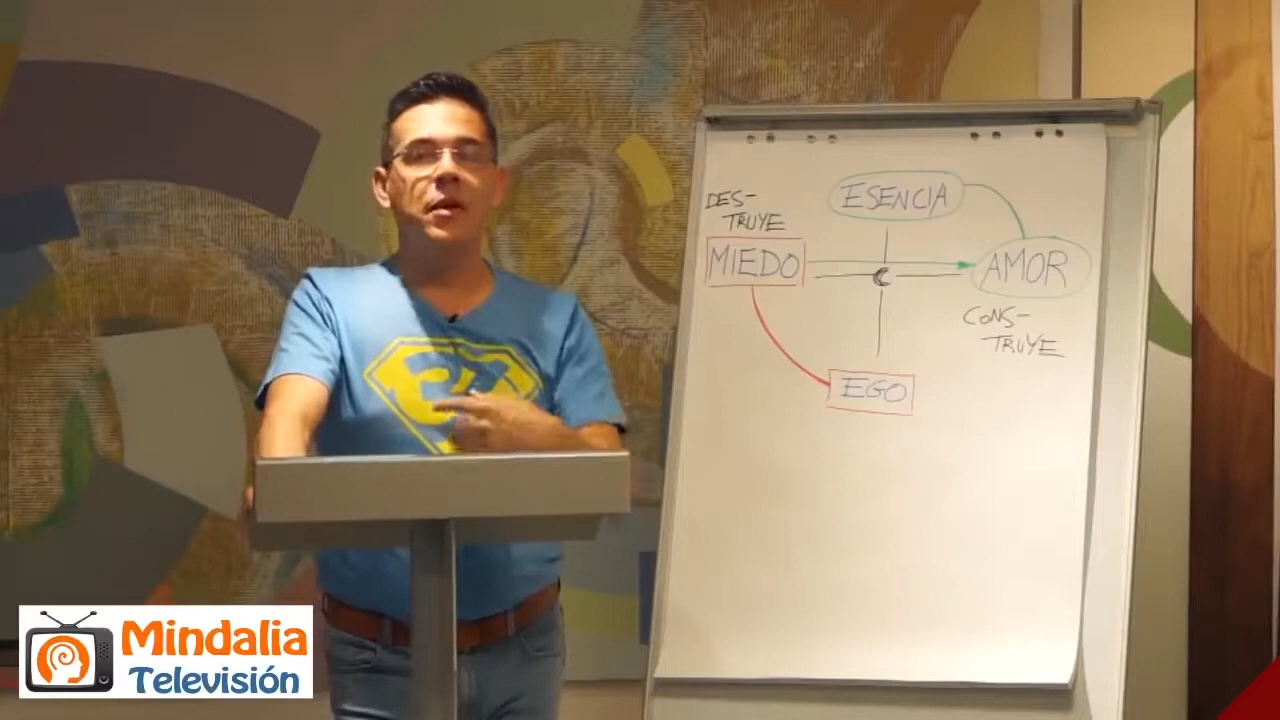 ESENCIA
DES-
TRUYE
MIEDO
AMOR
CONS-
TRUYE
EGO
Mindalia
Televisión